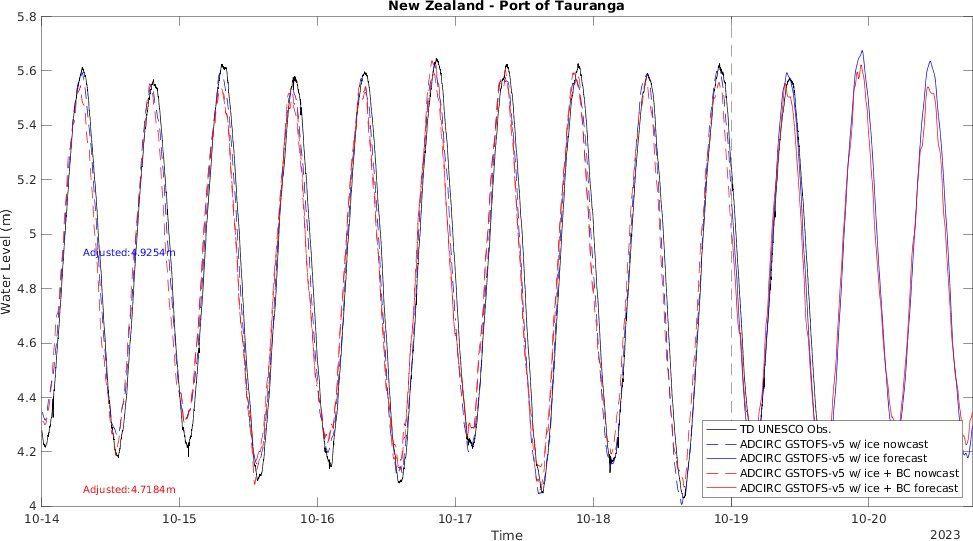 New Zealand - Port of Tauranga
5.8
5.6
5.4
5.2
5
4.8
4.6
4.4
4.2
4
Water Level (m)
Adjusted:4.9254m
Adjusted:4.7184m
TD UNESCO Obs.
ADCIRC GSTOFS-v5 w/ ice nowcast
ADCIRC GSTOFS-v5 w/ ice forecast
ADCIRC GSTOFS-v5 w/ ice + BC nowcast
ADCIRC GSTOFS-v5 w/ ice + BC forecast
10-14 10-15 10-16 10-17 10-18 10-19 10-20
Time
2023